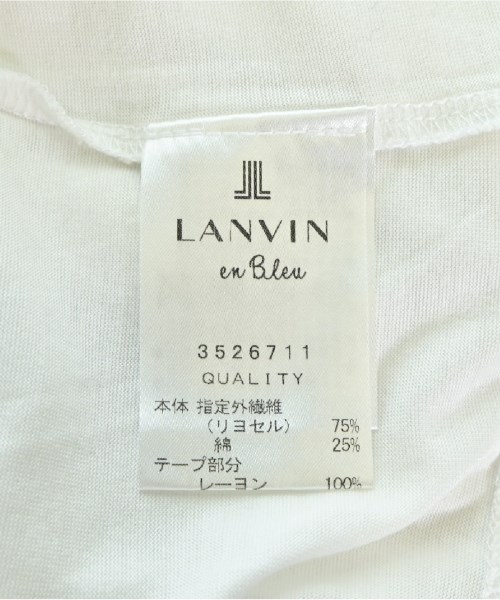 LANVIN
en Bleu
3526711
QUALITY
本体 指定外繊維
(リヨセル) 75%
綿 25%
テープ部分
レーヨン 100%